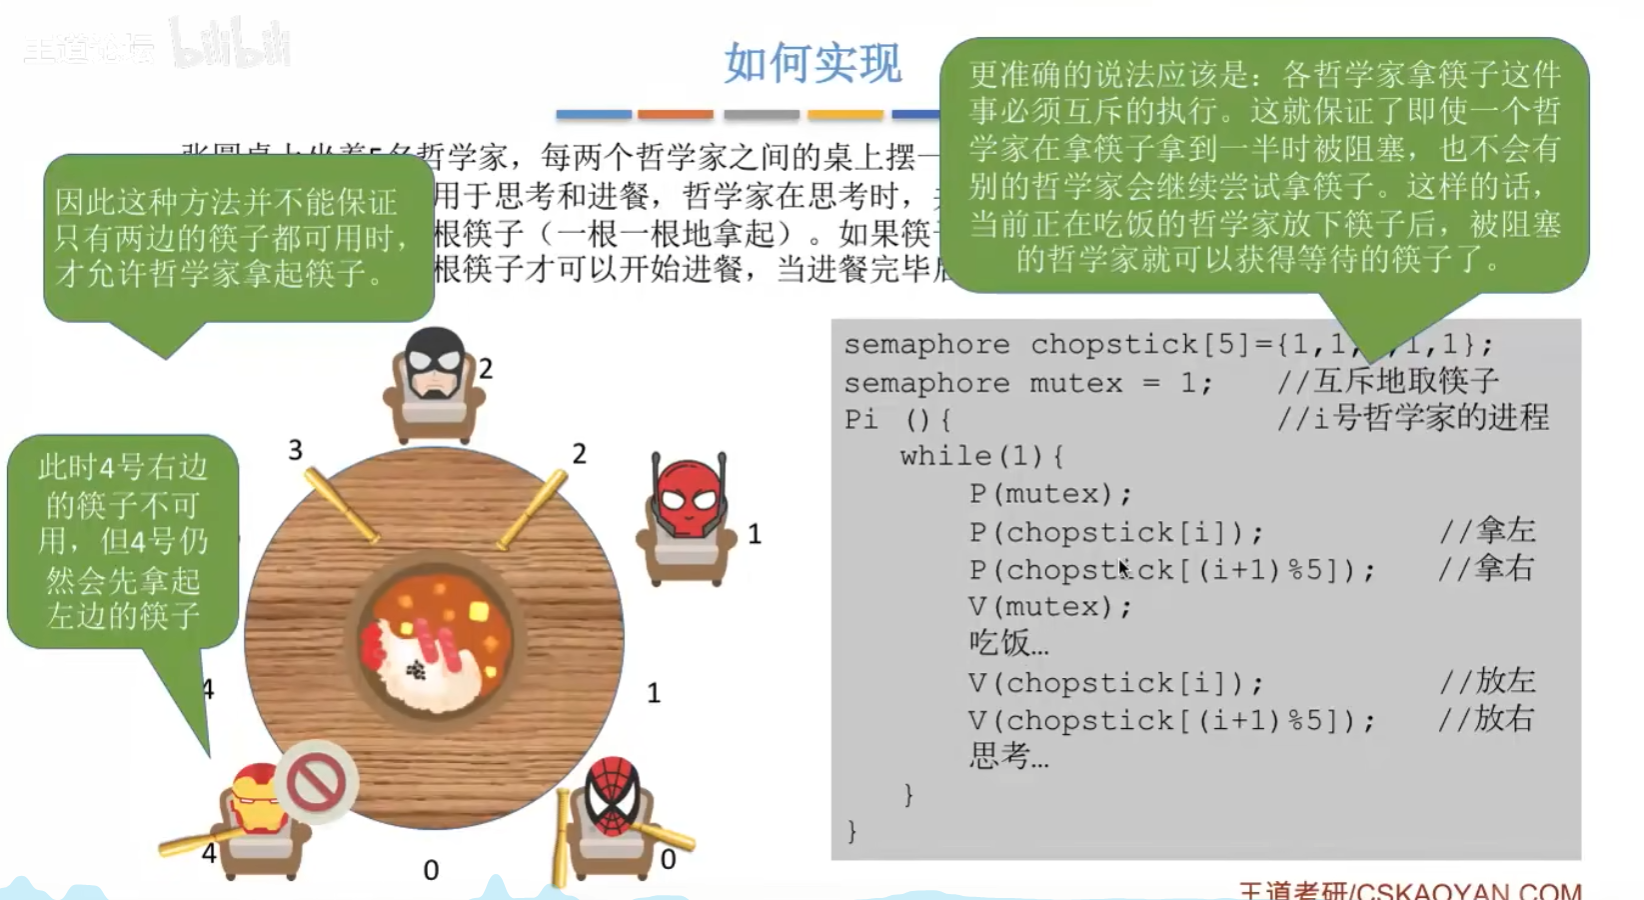 王道论坛 bilibili
如何实现
张圆桌上坐着5名哲学家，每两个哲学家之间的桌上摆一
用于思考和进餐，哲学家在思考时，
根筷子（一根一根地拿起）。如果筷
根筷子才可以开始进餐，当进餐完毕后
因此这种方法并不能保证
只有两边的筷子都可用时，
才允许哲学家拿起筷子。
更准确的说法应该是：各哲学家拿筷子这件
事必须互斥的执行。这就保证了即使一个哲
学家在拿筷子拿到一半时被阻塞，也不会有
别的哲学家会继续尝试拿筷子。这样的话，
当前正在吃饭的哲学家放下筷子后，被阻塞
的哲学家就可以获得等待的筷子了。
2
3
2
1
此时4号右边
的筷子不可
用，但4号仍
然会先拿起
左边的筷子
4
1
4
0
0
semaphore chopstick[5]={1,1,1,1};
semaphore mutex = 1; //互斥地取筷子
Pi (){ //i号哲学家的进程
while(1){
P(mutex);
P(chopstick[i]); //拿左
P(chopstick[(i+1)%5]); //拿右
V(mutex);
吃饭…
V(chopstick[i]); //放左
V(chopstick[(i+1)%5]); //放右
思考…
}
}
王道考研/CSKAOYAN.COM